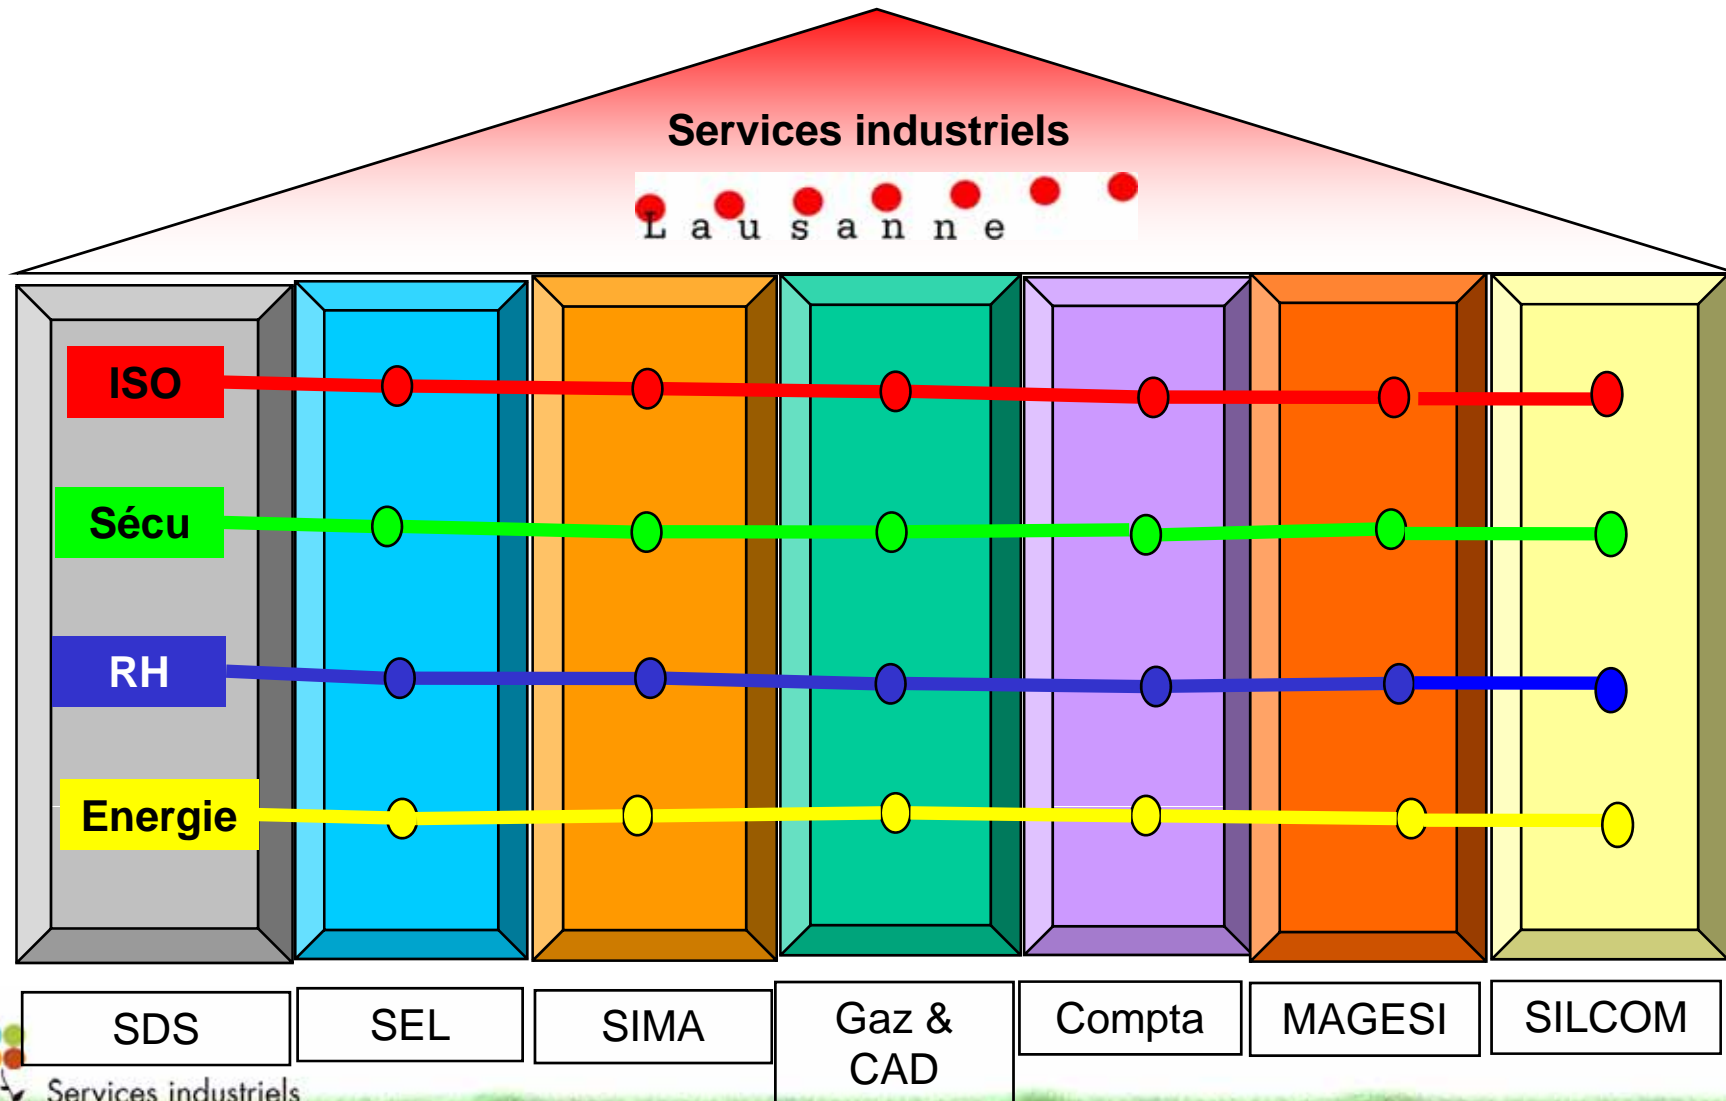 Services industriels
Lausanne
ISO
Sécu
RH
Energie
SDS
SEL
SIMA
Gaz &
CAD
Compta
MAGESI
SILCOM
Services industriels